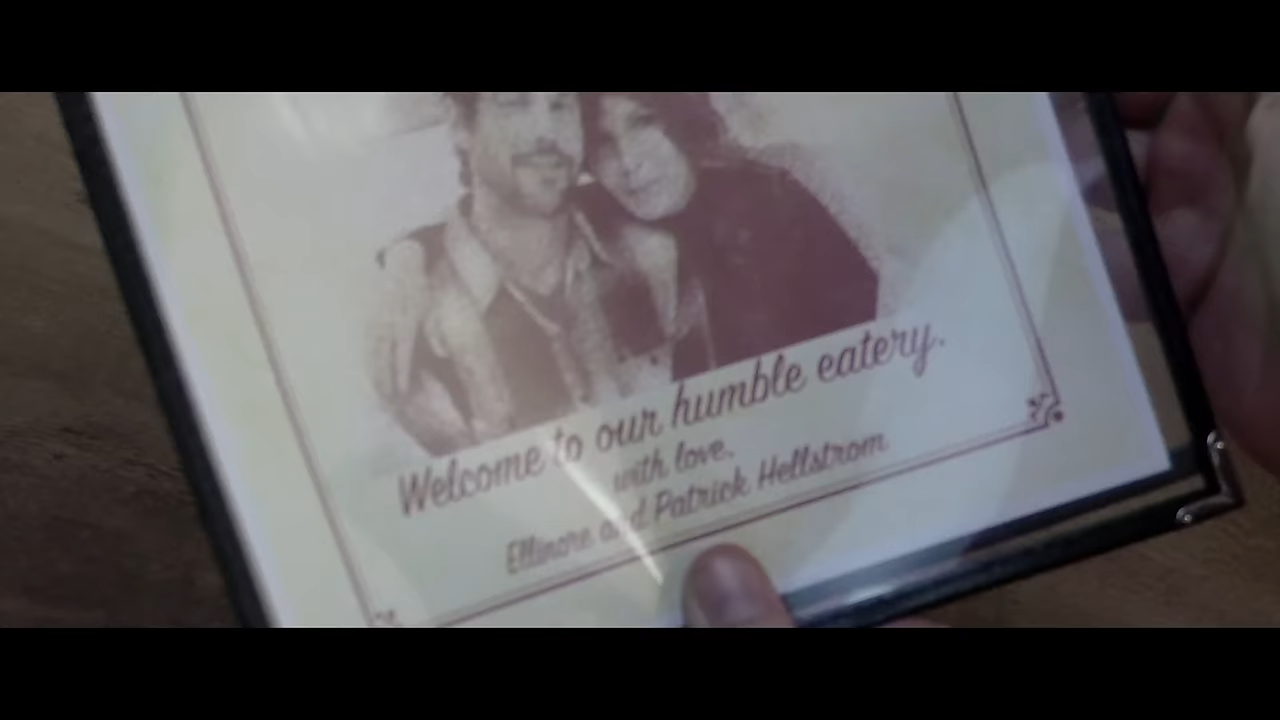 Welcome to our humble eatery.
with love.
Ellinore and Patrick Hellstrom